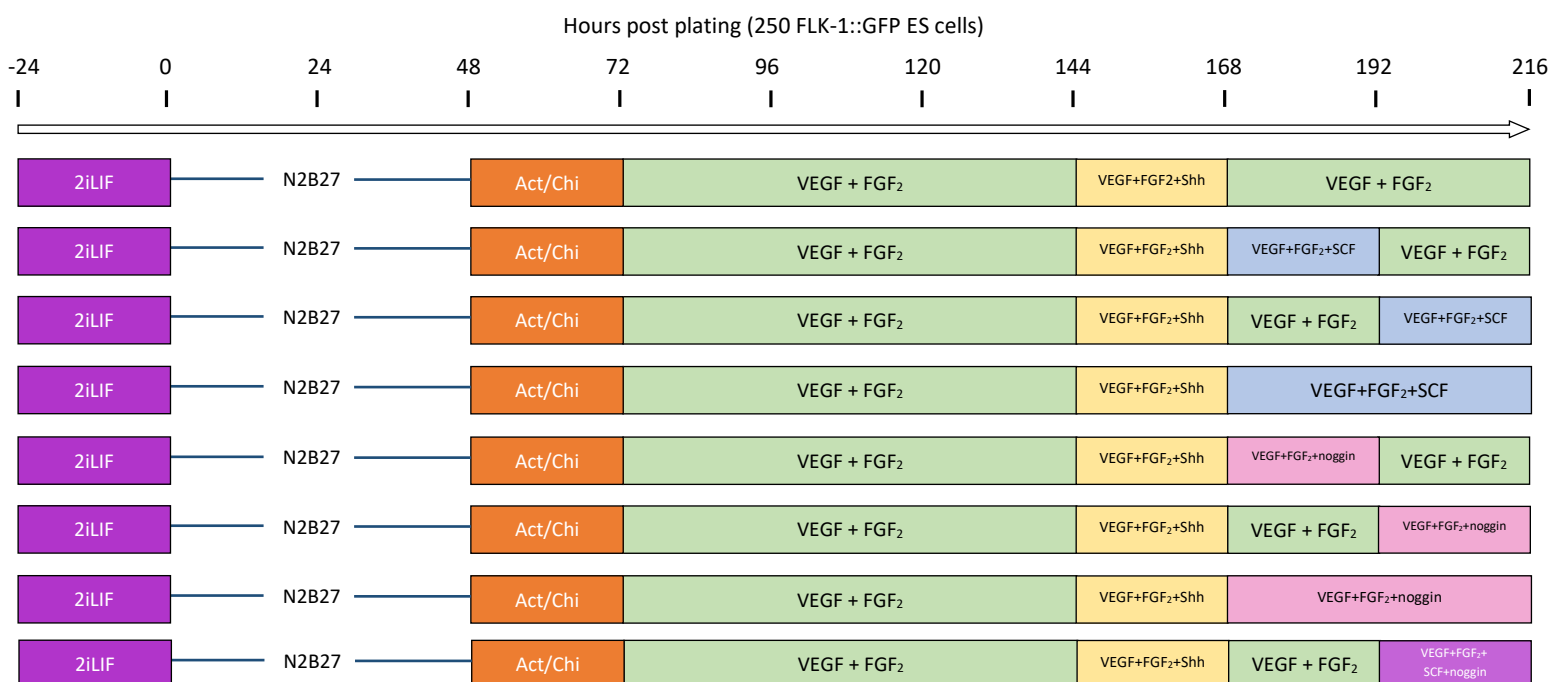 Hours post plating (250 FLK-1::GFP ES cells)
-24 0 24 48 72 96 120 144 168 192 216
2iLIF N2B27 Act/Chi VEGF + FGF₂ VEGF+FGF2+Shh VEGF + FGF₂
2iLIF N2B27 Act/Chi VEGF + FGF₂ VEGF+FGF₂+Shh VEGF+FGF₂+SCF VEGF + FGF₂
2iLIF N2B27 Act/Chi VEGF + FGF₂ VEGF+FGF₂+Shh VEGF + FGF₂ VEGF+FGF₂+SCF
2iLIF N2B27 Act/Chi VEGF + FGF₂ VEGF+FGF₂+Shh VEGF+FGF₂+SCF
2iLIF N2B27 Act/Chi VEGF + FGF₂ VEGF+FGF₂+Shh VEGF+FGF₂+noggin VEGF + FGF₂
2iLIF N2B27 Act/Chi VEGF + FGF₂ VEGF+FGF₂+Shh VEGF + FGF₂ VEGF+FGF₂+noggin
2iLIF N2B27 Act/Chi VEGF + FGF₂ VEGF+FGF₂+Shh VEGF+FGF₂+noggin
2iLIF N2B27 Act/Chi VEGF + FGF₂ VEGF+FGF₂+Shh VEGF + FGF₂ VEGF+FGF₂+
SCF+noggin